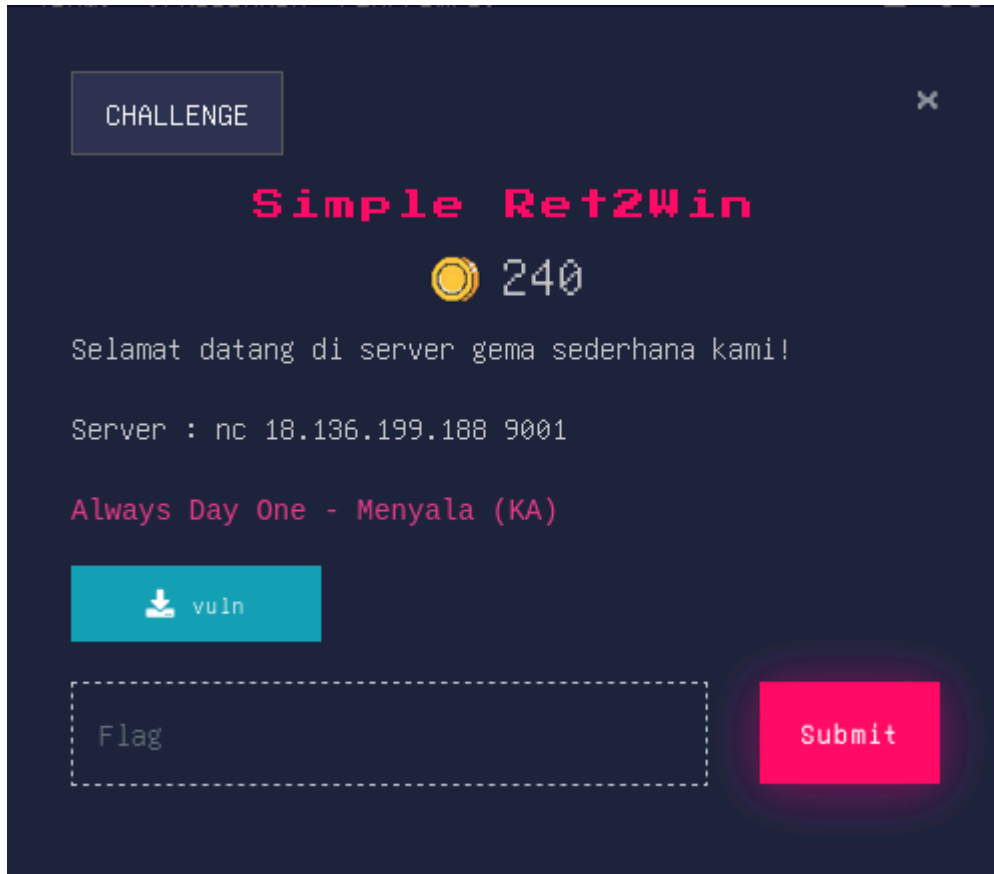 CHALLENGE
×
Simple Ret2Win
240
Selamat datang di server gema sederhana kami!
Server : nc 18.136.199.188 9001
Always Day One - Menyala (KA)
vuln
Flag
Submit